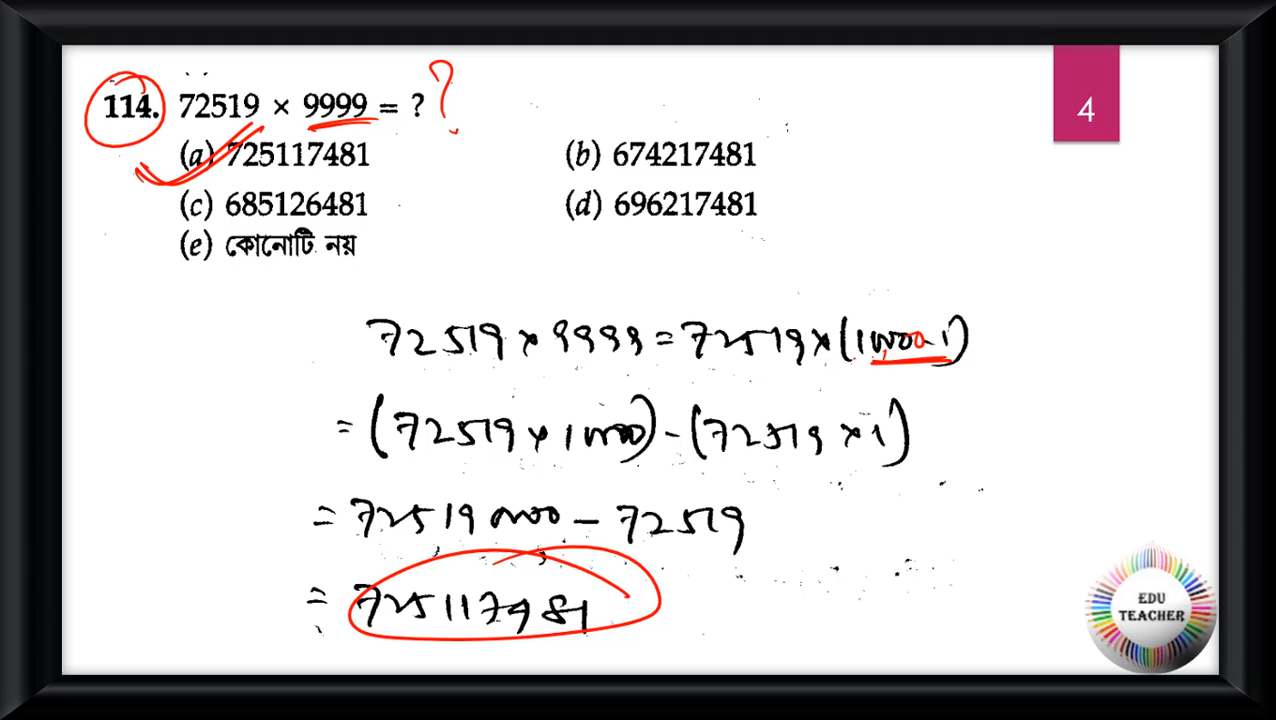 4
114. 72519 × 9999 = ? ?
(a) 725117481 (b) 674217481
(c) 685126481 (d) 696217481
(e) কোনোটি নয়
72519 × 9999 = 72519 × (10000-1)
= (72519 × 10000) - (72519 × 1)
= 725190000 - 72519
= 725117481
EDU
TEACHER